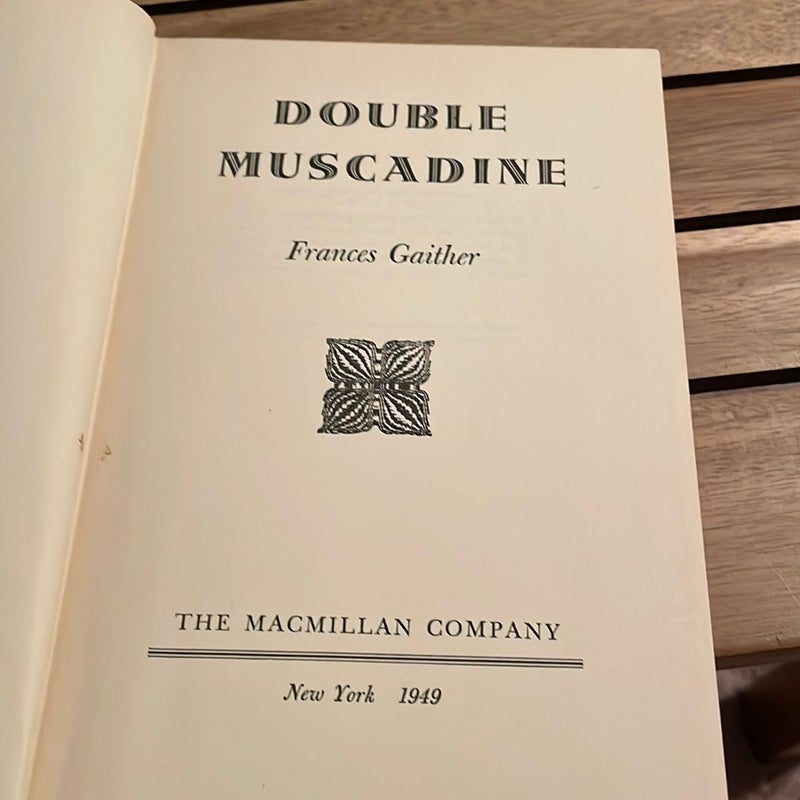 DOUBLE
MUSCADINE
Frances Gaither
THE MACMILLAN COMPANY
New York 1949